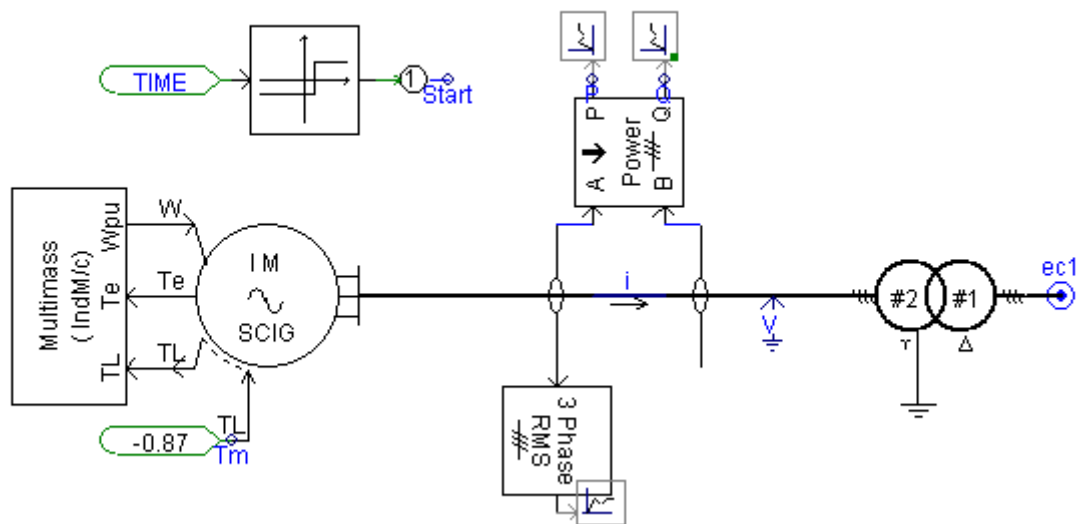 TIME
1
Start
P
Q
P
Q
Power
A
B
Multimass
(IndM/c)
Wpu
Te
TL
W
Te
TL
I M
SCIG
i
V
#2
#1
ec1
TL
-0.87
Tm
3 Phase
RMS